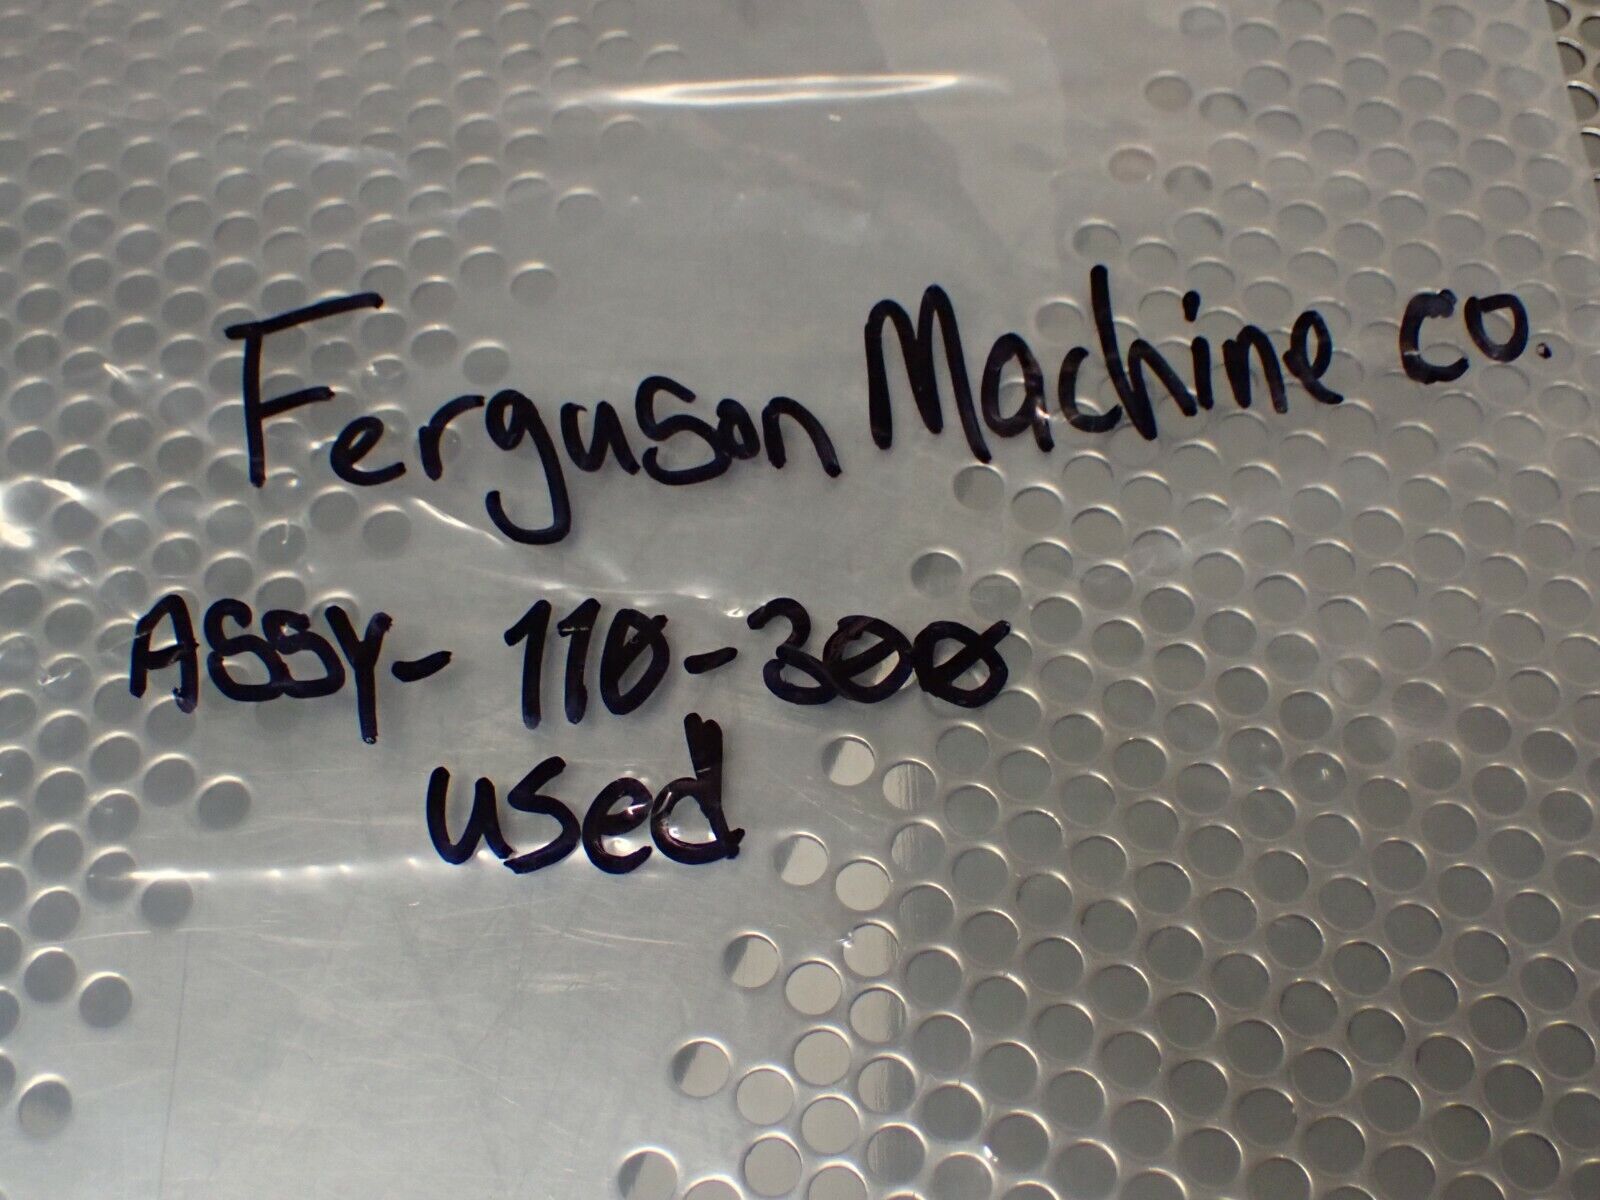 Ferguson Machine co.
ASSY- 110-300
used